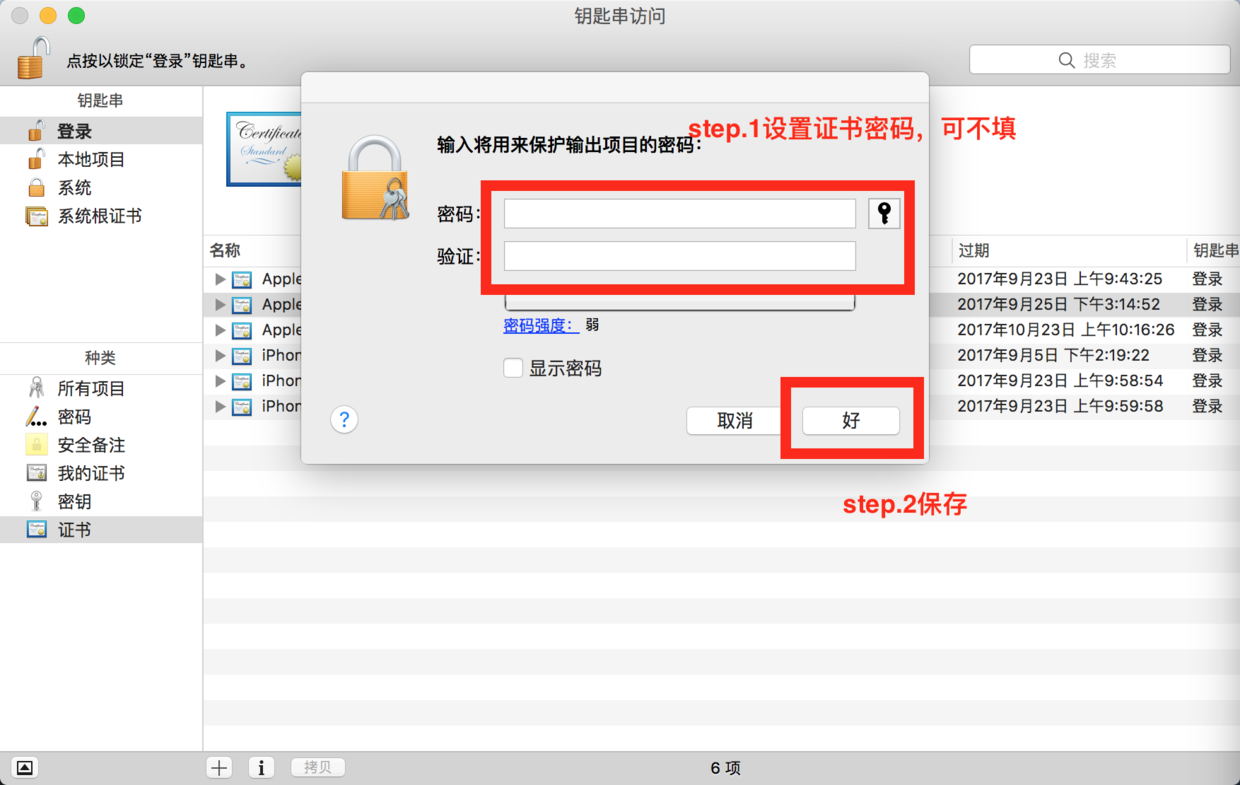 钥匙串访问
点按以锁定“登录”钥匙串。
搜索
钥匙串
登录
本地项目
系统
系统根证书
Certificate
Standard
输入将用来保护输出项目的密码:
step.1设置证书密码，可不填
密码:
验证:
密码强度: 弱
显示密码
?
取消
好
step.2保存
名称 过期 钥匙串
Apple 2017年9月23日 上午9:43:25 登录
Apple 2017年9月25日 下午3:14:52 登录
Apple 2017年10月23日 上午10:16:26 登录
iPhon 2017年9月5日 下午2:19:22 登录
iPhon 2017年9月23日 上午9:58:54 登录
iPhon 2017年9月23日 上午9:59:58 登录
种类
所有项目
密码
安全备注
我的证书
密钥
证书
拷贝
6 项